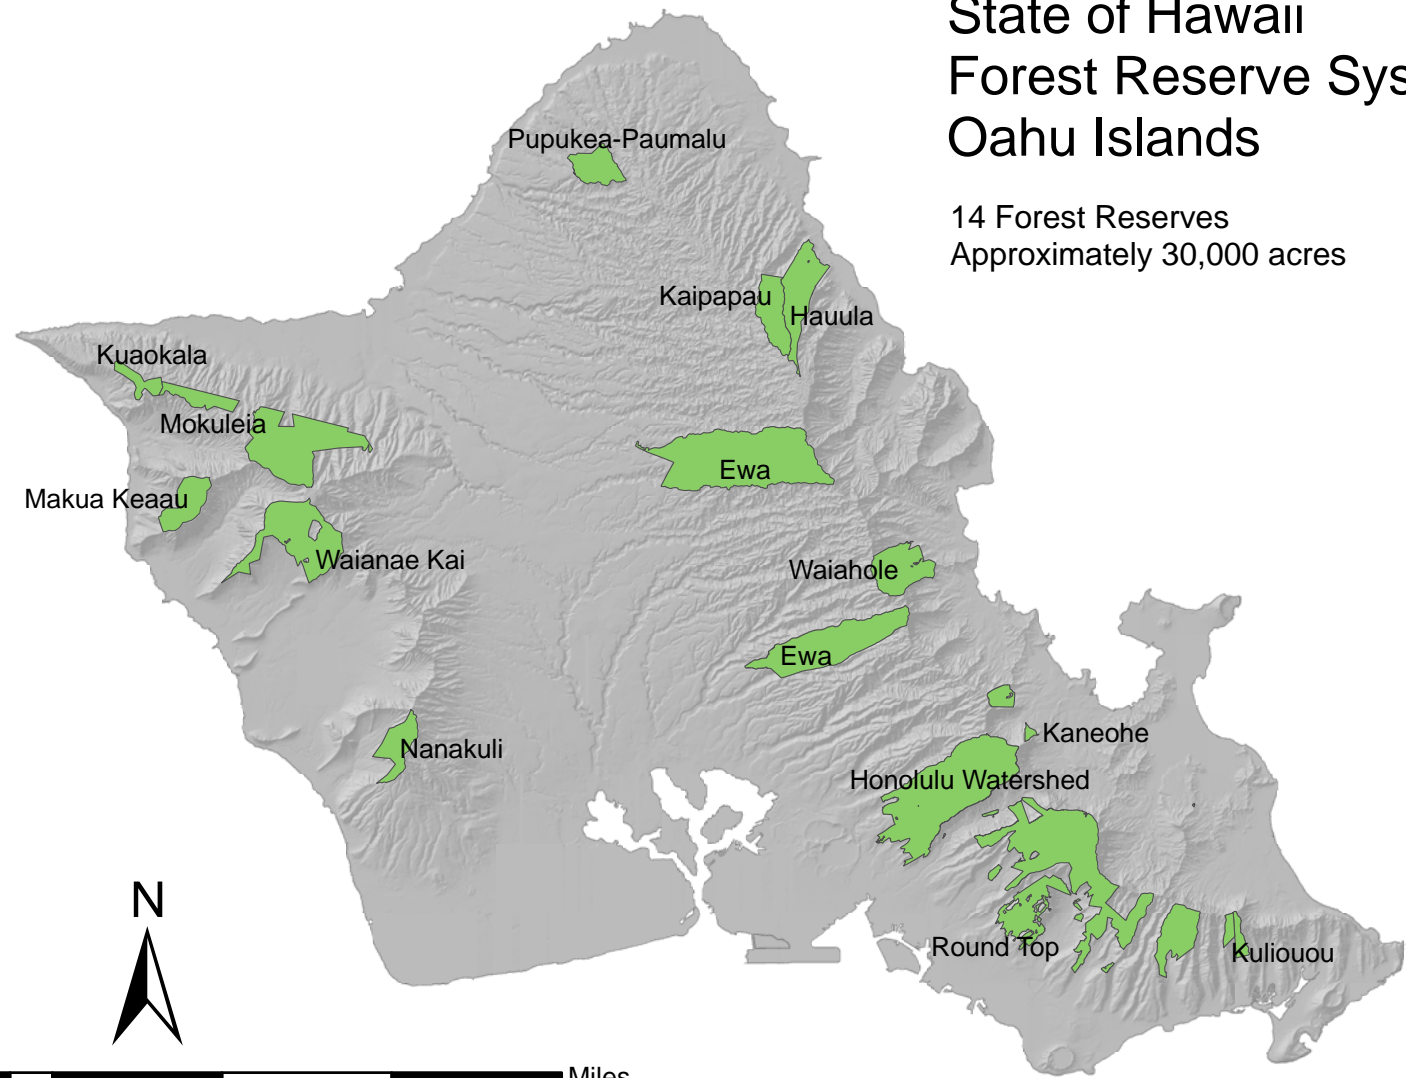 State of Hawaii
Forest Reserve Sys
Oahu Islands
14 Forest Reserves
Approximately 30,000 acres
Pupukea-Paumalu
Kaipapau
Hauula
Kuaokala
Mokuleia
Ewa
Makua Keaau
Waianae Kai
Waiahole
Ewa
Nanakuli
Kaneohe
Honolulu Watershed
Round Top
Kuliouou
N
Miles